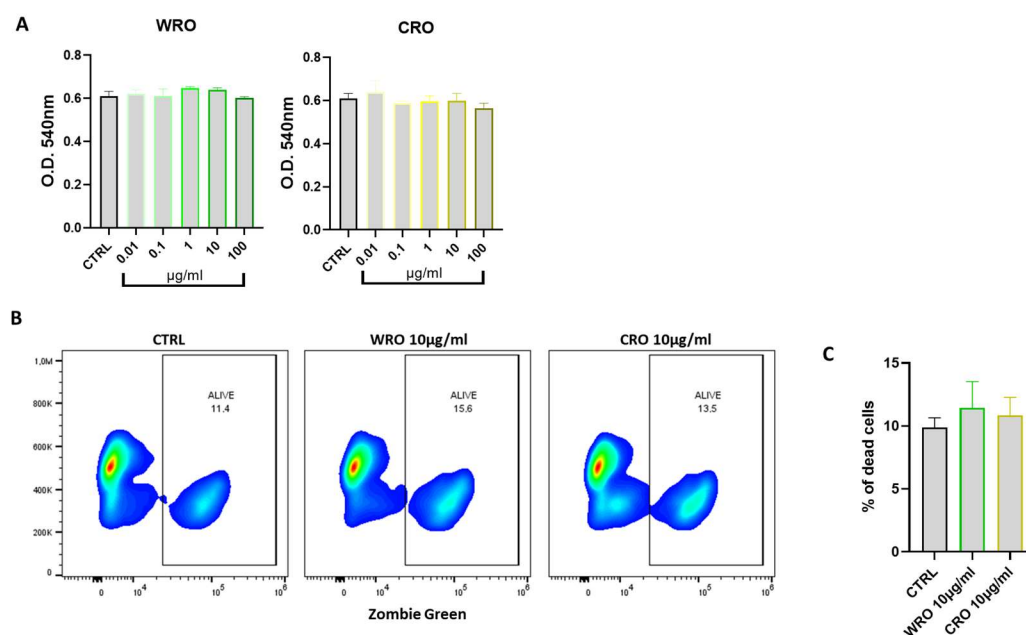 A
WRO
CRO
O.D. 540nm
0.8
0.6
0.4
0.2
0.0
CTRL
0.01
0.1
1
10
100
µg/ml
O.D. 540nm
0.8
0.6
0.4
0.2
0.0
CTRL
0.01
0.1
1
10
100
µg/ml
B
CTRL
WRO 10µg/ml
CRO 10µg/ml
1,0M
800K
600K
400K
200K
0
ALIVE
11.4
ALIVE
15.6
ALIVE
13.5
0 10⁴ 10⁵ 10⁶
0 10⁴ 10⁵ 10⁶
0 10⁴ 10⁵ 10⁶
Zombie Green
C
% of dead cells
15
10
5
0
CTRL
WRO 10µg/ml
CRO 10µg/ml